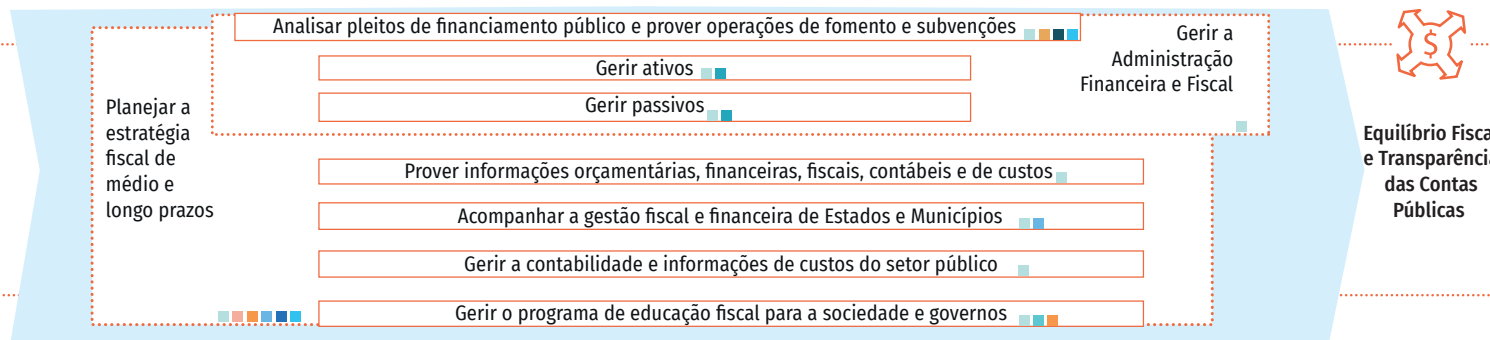 Analisar pleitos de financiamento público e prover operações de fomento e subvenções
Gerir a
Administração
Financeira e Fiscal
Gerir ativos
Gerir passivos
Planejar a
estratégia
fiscal de
médio e
longo prazos
Prover informações orçamentárias, financeiras, fiscais, contábeis e de custos
Acompanhar a gestão fiscal e financeira de Estados e Municípios
Gerir a contabilidade e informações de custos do setor público
Gerir o programa de educação fiscal para a sociedade e governos
$
Equilíbrio Fisca
e Transparência
das Contas
Públicas